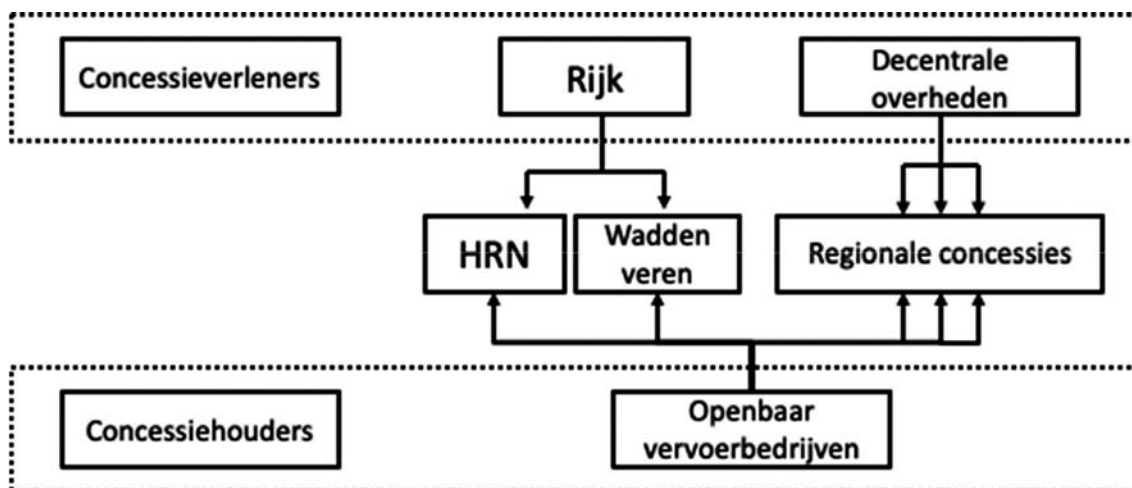 Concessieverleners
Rijk
Decentrale
overheden
HRN
Wadden
veren
Regionale concessies
Concessiehouders
Openbaar
vervoerbedrijven